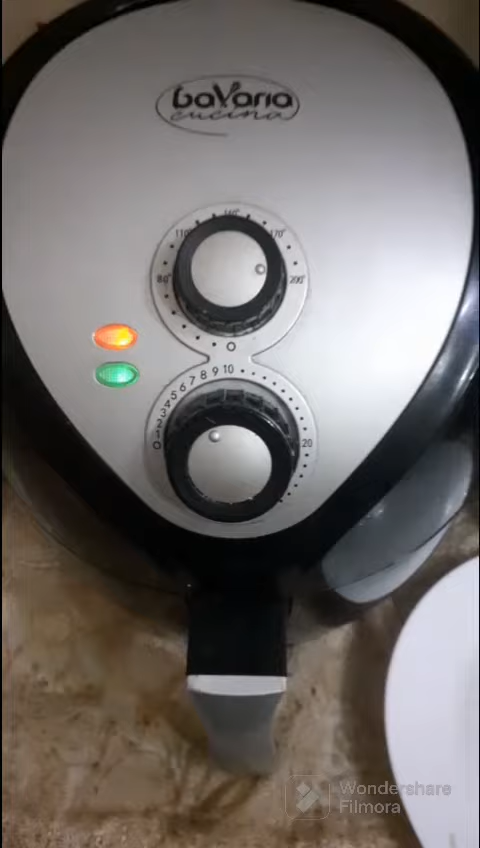 baVaria
cucina
140°
110° 170°
80° 200°
O
0 1 2 3 4 5 6 7 8 9 10
20
Wondershare
Filmora